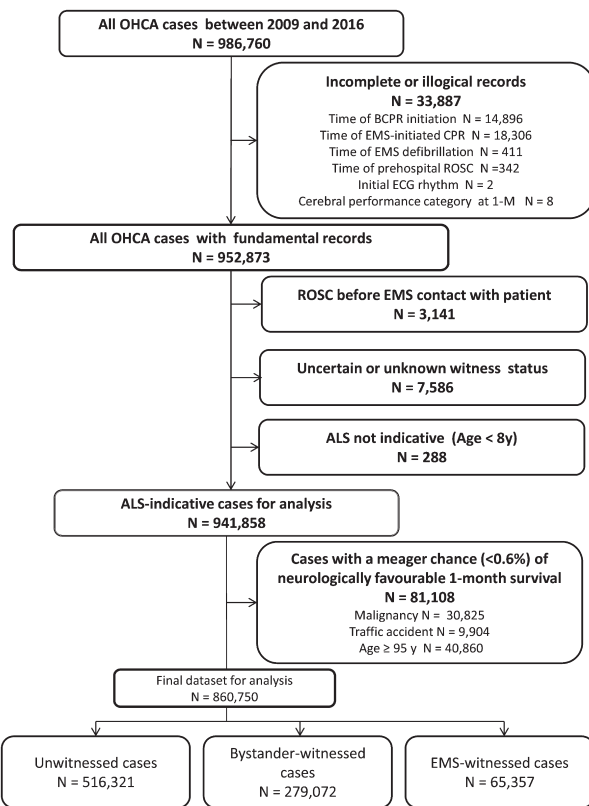 All OHCA cases between 2009 and 2016
N = 986,760
Incomplete or illogical records
N = 33,887
Time of BCPR initiation N = 14,896
Time of EMS-initiated CPR N = 18,306
Time of EMS defibrillation N = 411
Time of prehospital ROSC N =342
Initial ECG rhythm N = 2
Cerebral performance category at 1-M N = 8
All OHCA cases with fundamental records
N = 952,873
ROSC before EMS contact with patient
N = 3,141
Uncertain or unknown witness status
N = 7,586
ALS not indicative (Age < 8y)
N = 288
ALS-indicative cases for analysis
N = 941,858
Cases with a meager chance (<0.6%) of
neurologically favourable 1-month survival
N = 81,108
Malignancy N = 30,825
Traffic accident N = 9,904
Age ≥ 95 y N = 40,860
Final dataset for analysis
N = 860,750
Unwitnessed cases
N = 516,321
Bystander-witnessed
cases
N = 279,072
EMS-witnessed cases
N = 65,357